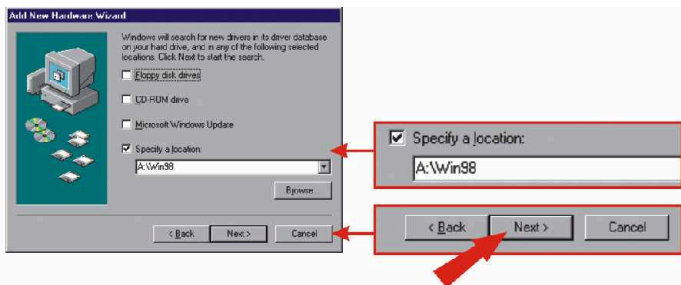 Add New Hardware Wizard
Windows will search for new drivers in its driver database
on your hard drive, and in any of the following selected
locations. Click Next to start the search.
Floppy disk drives
CD-ROM drive
Microsoft Windows Update
Specify a location:
A:\Win98
Browse...
< Back
Next >
Cancel
Specify a location:
A:\Win98
< Back
Next >
Cancel